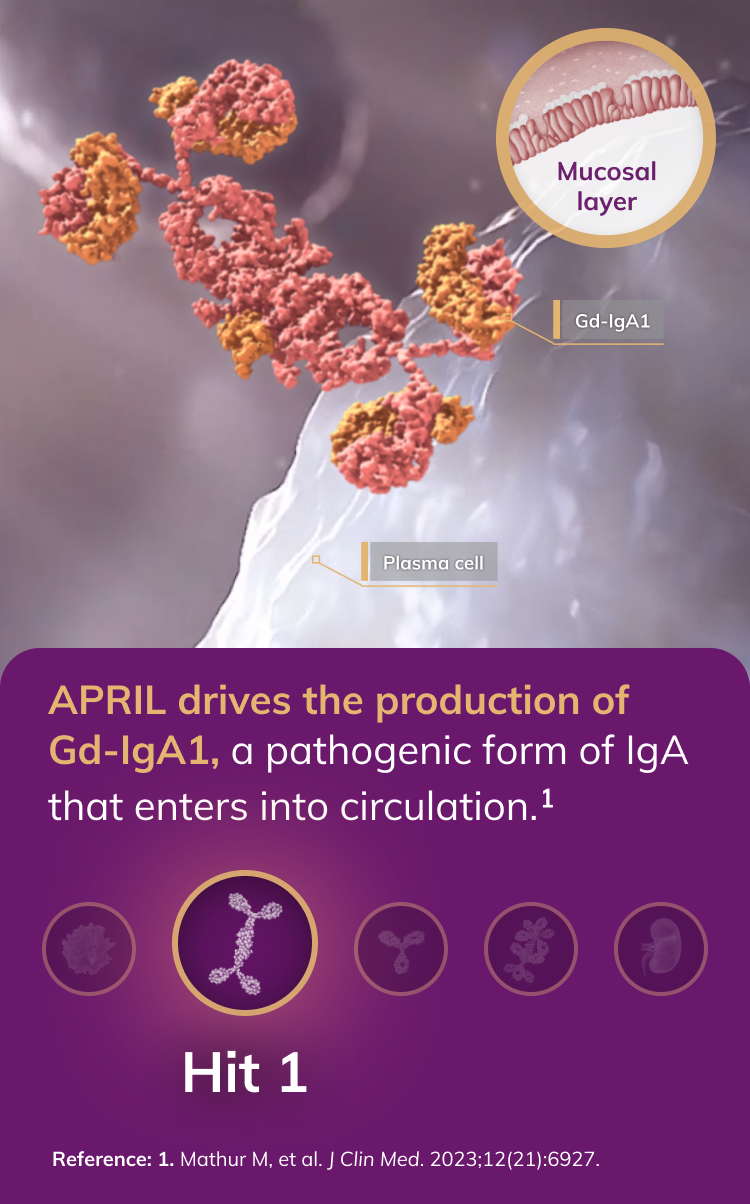 Mucosal
layer
Gd-IgA1
Plasma cell
APRIL drives the production of
Gd-IgA1, a pathogenic form of IgA
that enters into circulation.¹
Hit 1
Reference: 1. Mathur M, et al. J Clin Med. 2023;12(21):6927.